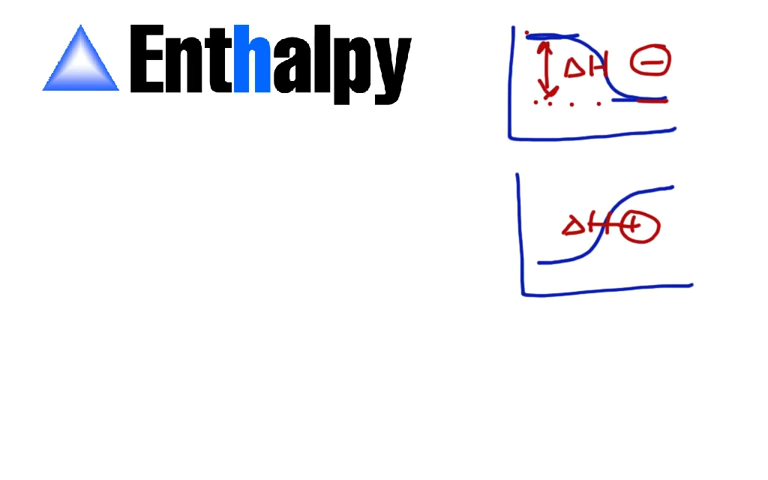 Enthalpy
ΔH −
ΔH +